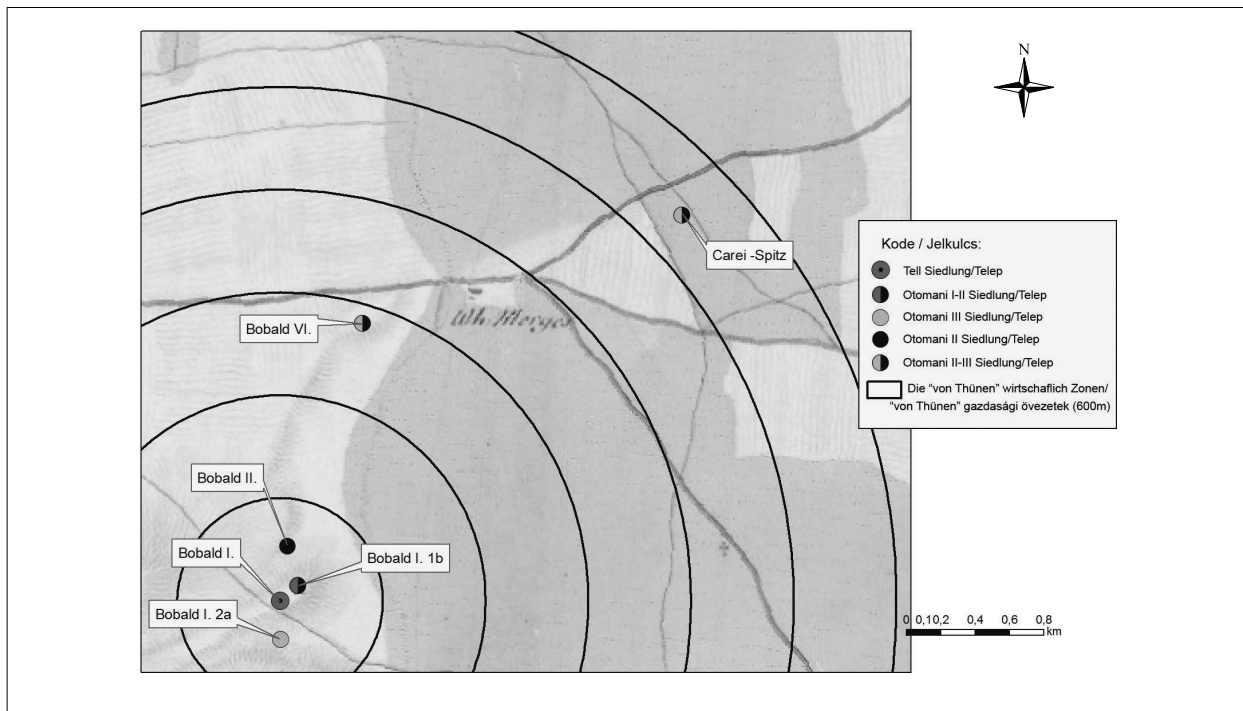 N
Carei -Spitz
Bobald VI.
Bobald II.
Bobald I.
Bobald I. 1b
Bobald I. 2a
Kode / Jelkulcs:
Tell Siedlung/Telep
Otomani I-II Siedlung/Telep
Otomani III Siedlung/Telep
Otomani II Siedlung/Telep
Otomani II-III Siedlung/Telep
Die “von Thünen” wirtschaflich Zonen/
“von Thünen” gazdasági övezetek (600m)
0 0,10,2 0,4 0,6 0,8
km